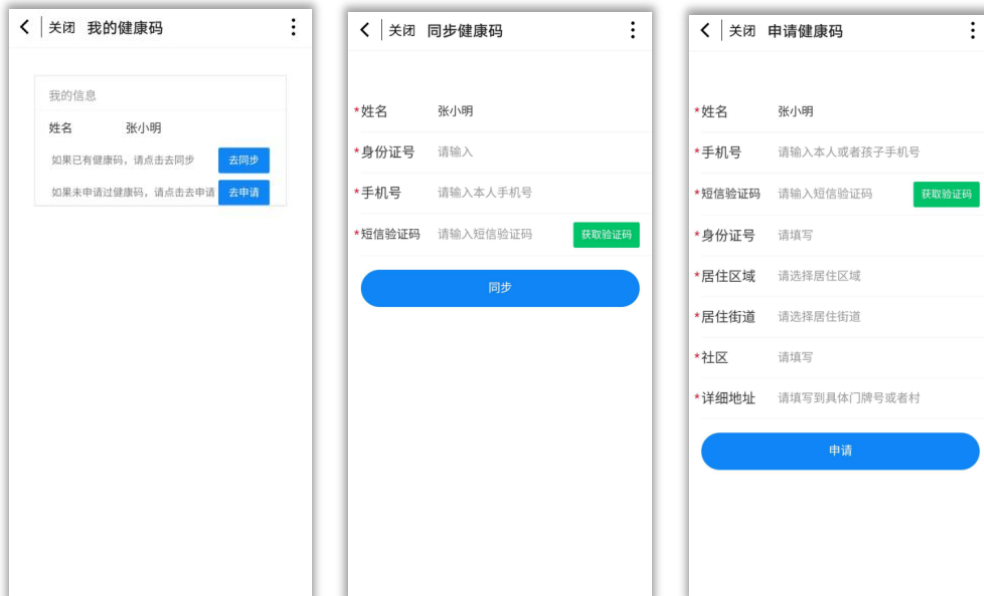 关闭 我的健康码
我的信息
姓名 张小明
如果已有健康码，请点击去同步 去同步
如果未申请过健康码，请点击去申请 去申请
关闭 同步健康码
*姓名 张小明
*身份证号 请输入
*手机号 请输入本人手机号
*短信验证码 请输入短信验证码 获取验证码
同步
关闭 申请健康码
*姓名 张小明
*手机号 请输入本人或者孩子手机号
*短信验证码 请输入短信验证码 获取验证码
*身份证号 请填写
*居住区域 请选择居住区域
*居住街道 请选择居住街道
*社区 请填写
*详细地址 请填写到具体门牌号或者村
申请